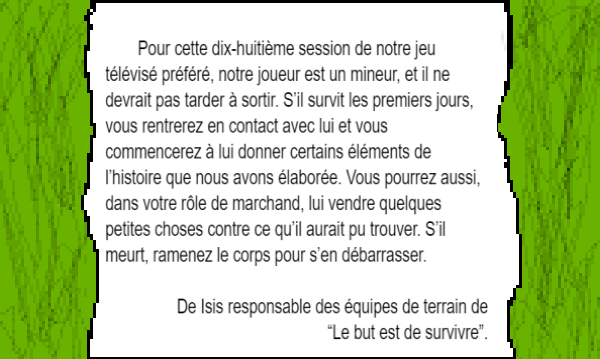 Pour cette dix-huitième session de notre jeu
télévisé préféré, notre joueur est un mineur, et il ne
devrait pas tarder à sortir. S’il survit les premiers jours,
vous rentrerez en contact avec lui et vous
commencerez à lui donner certains éléments de
l’histoire que nous avons élaborée. Vous pourrez aussi,
dans votre rôle de marchand, lui vendre quelques
petites choses contre ce qu’il aurait pu trouver. S’il
meurt, ramenez le corps pour s’en débarrasser.
De Isis responsable des équipes de terrain de
“Le but est de survivre”.